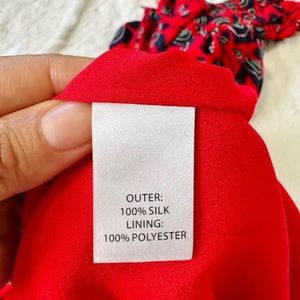 OUTER:
100% SILK
LINING:
100% POLYESTER